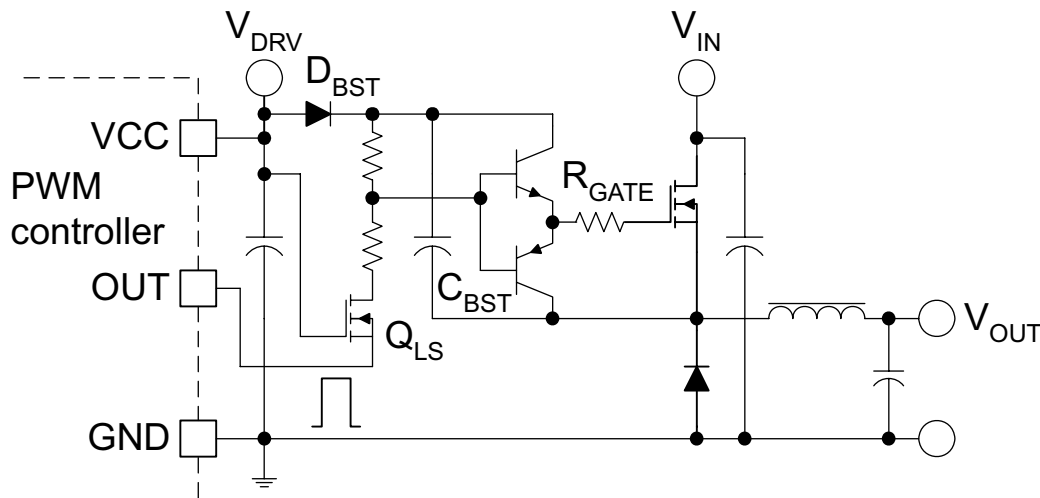 V_DRV
V_IN
D_BST
VCC
PWM
controller
R_GATE
OUT
C_BST
Q_LS
V_OUT
GND